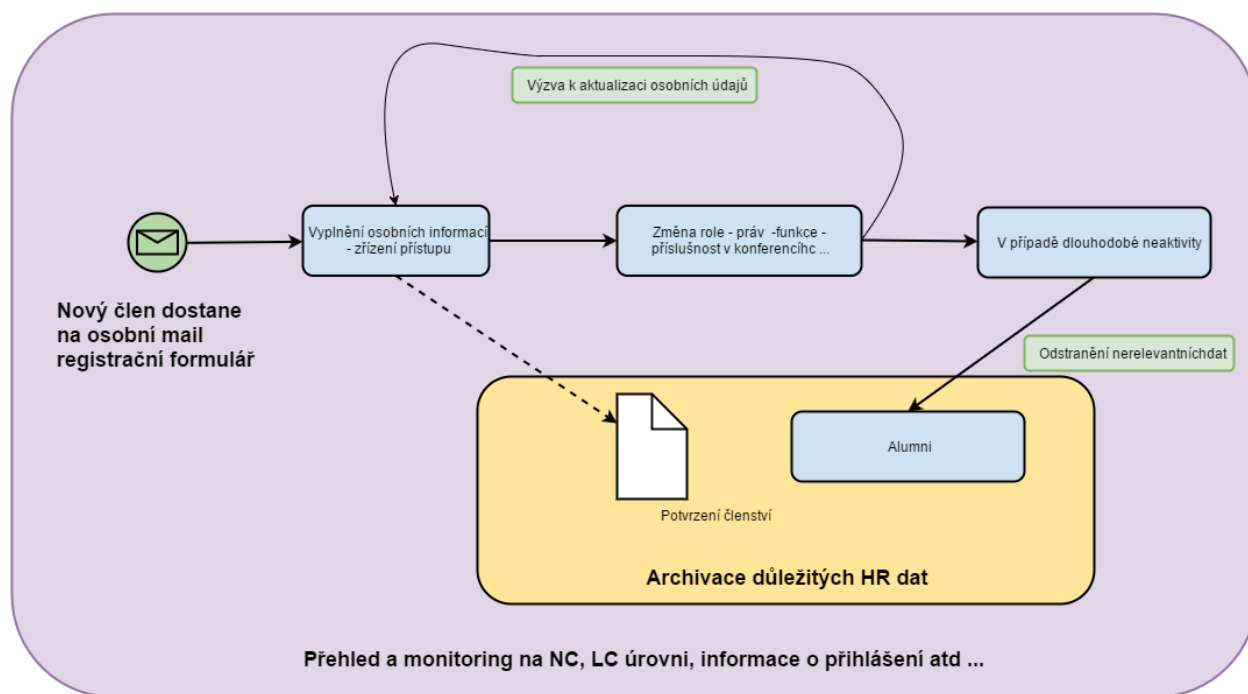 Výzva k aktualizaci osobních údajů
Vyplnění osobních informací
- zřízení přístupu
Změna role - práv -funkce -
příslušnost v konferencíhc ...
V případě dlouhodobé neaktivity
Nový člen dostane
na osobní mail
registrační formulář
Odstranění nerelevantníchdat
Alumni
Potvrzení členství
Archivace důležitých HR dat
Přehled a monitoring na NC, LC úrovni, informace o přihlášení atd ...